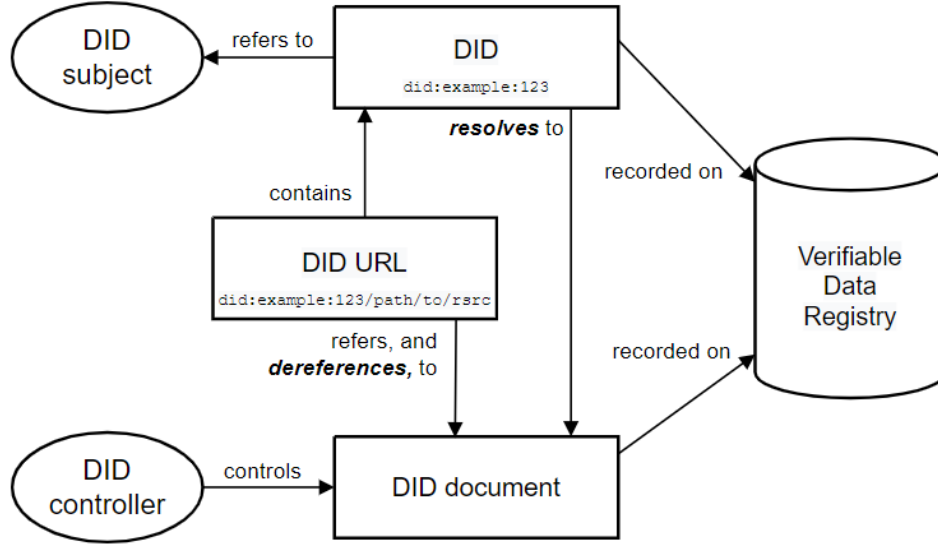 DID
subject
refers to
DID
did:example:123
resolves to
recorded on
contains
DID URL
did:example:123/path/to/rsrc
Verifiable
Data
Registry
refers, and
dereferences, to
recorded on
DID
controller
controls
DID document